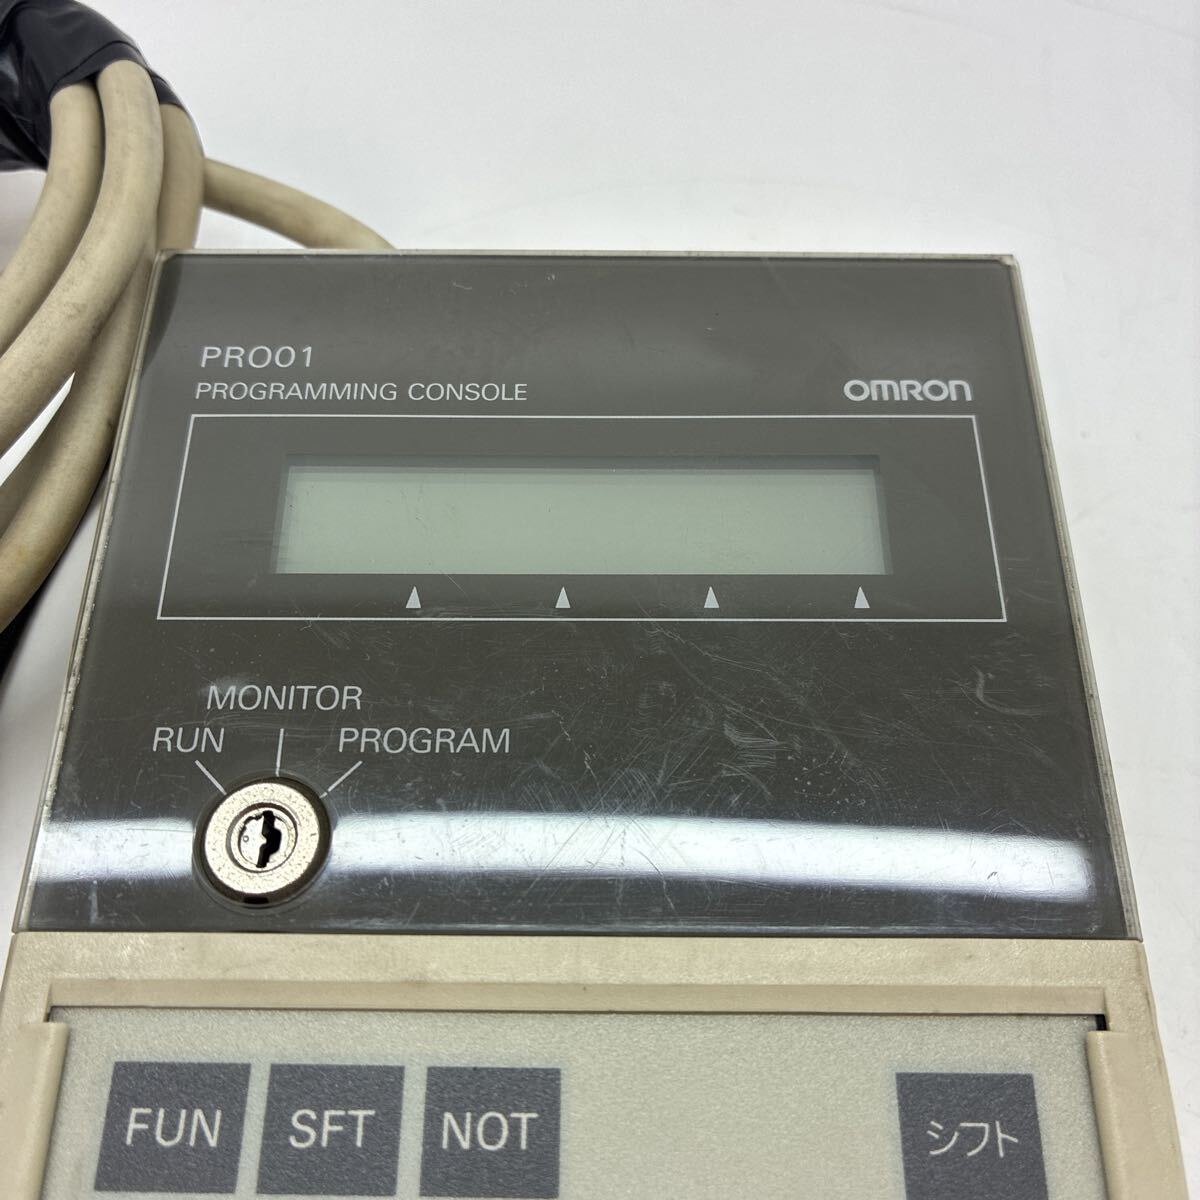 PRO01
PROGRAMMING CONSOLE
OMRON
MONITOR
RUN
PROGRAM
FUN
SFT
NOT
シフト